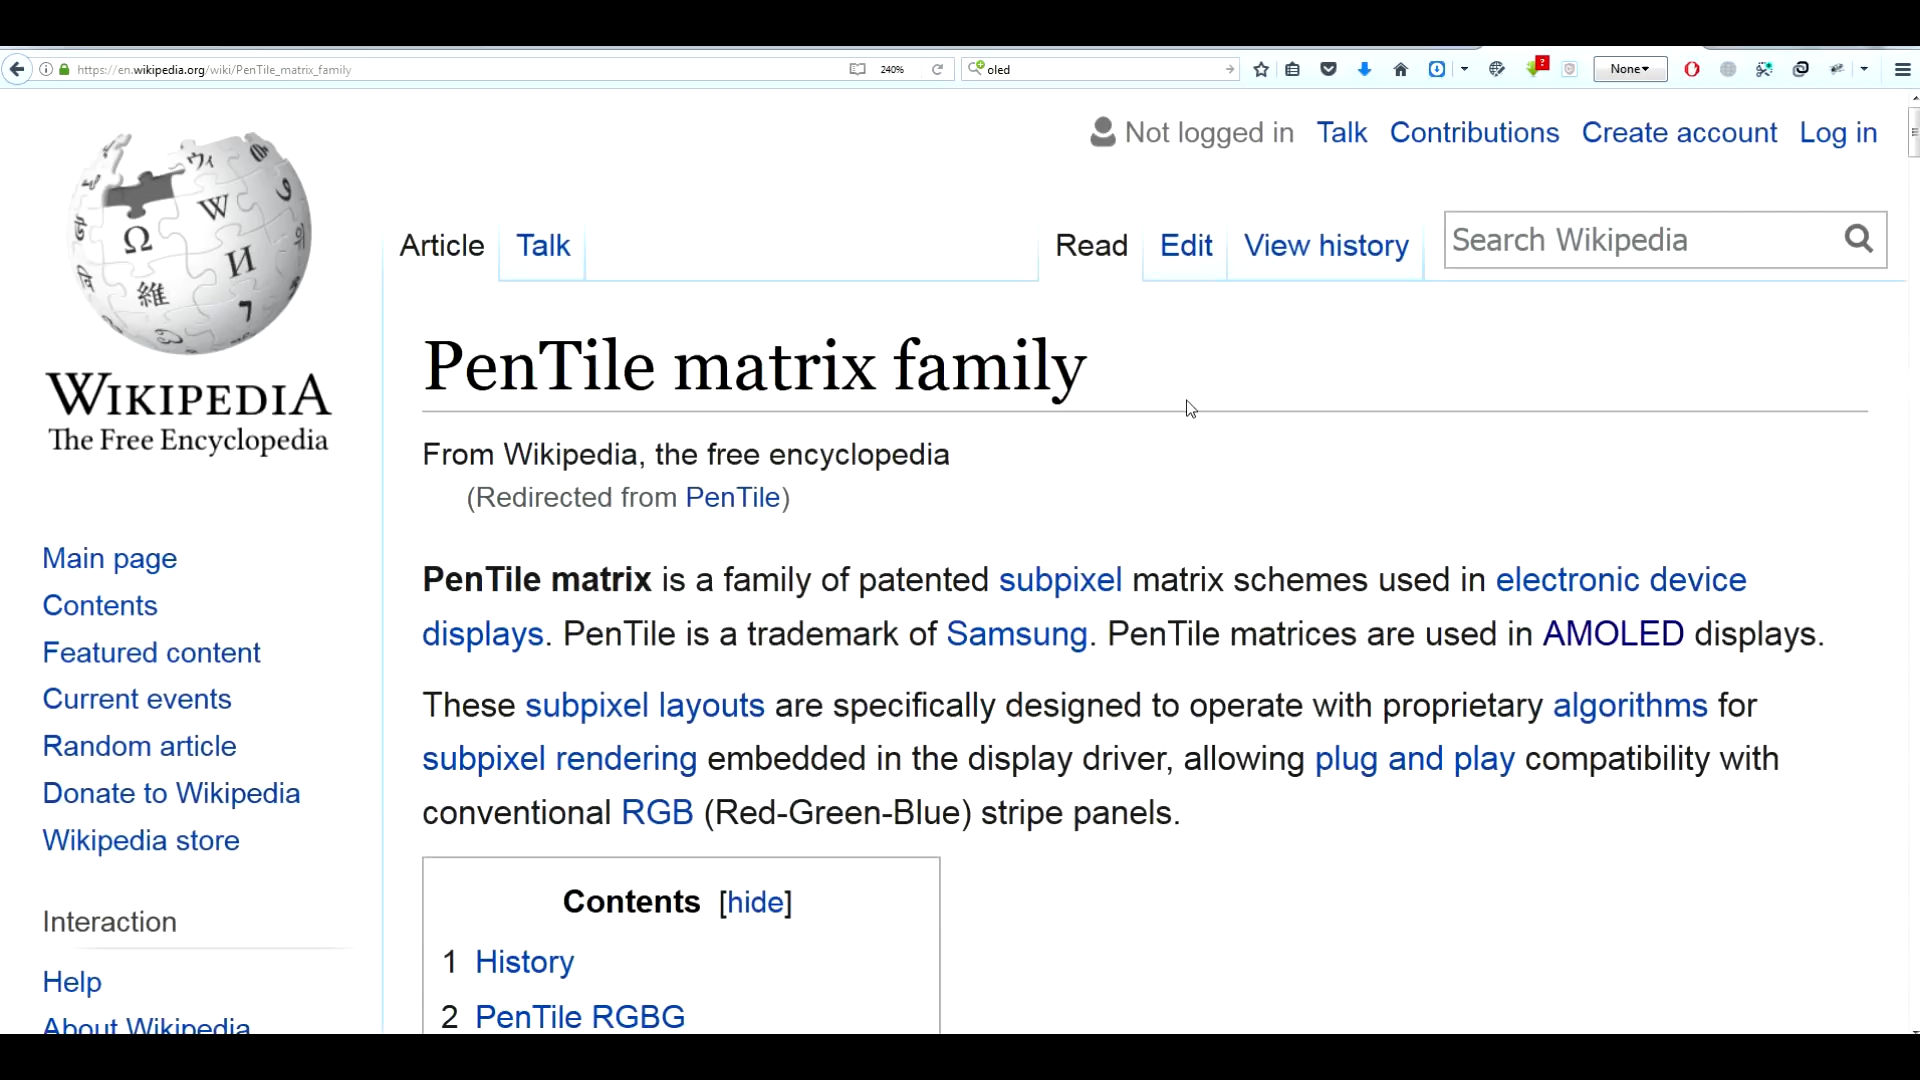 https://en.wikipedia.org/wiki/PenTile_matrix_family
240%
oled
None
Not logged in Talk Contributions Create account Log in
Article Talk Read Edit View history Search Wikipedia
WIKIPEDIA
The Free Encyclopedia
PenTile matrix family
From Wikipedia, the free encyclopedia
(Redirected from PenTile)
PenTile matrix is a family of patented subpixel matrix schemes used in electronic device
displays. PenTile is a trademark of Samsung. PenTile matrices are used in AMOLED displays.
These subpixel layouts are specifically designed to operate with proprietary algorithms for
subpixel rendering embedded in the display driver, allowing plug and play compatibility with
conventional RGB (Red-Green-Blue) stripe panels.
Contents [hide]
1 History
2 PenTile RGBG
Main page
Contents
Featured content
Current events
Random article
Donate to Wikipedia
Wikipedia store
Interaction
Help
About Wikipedia